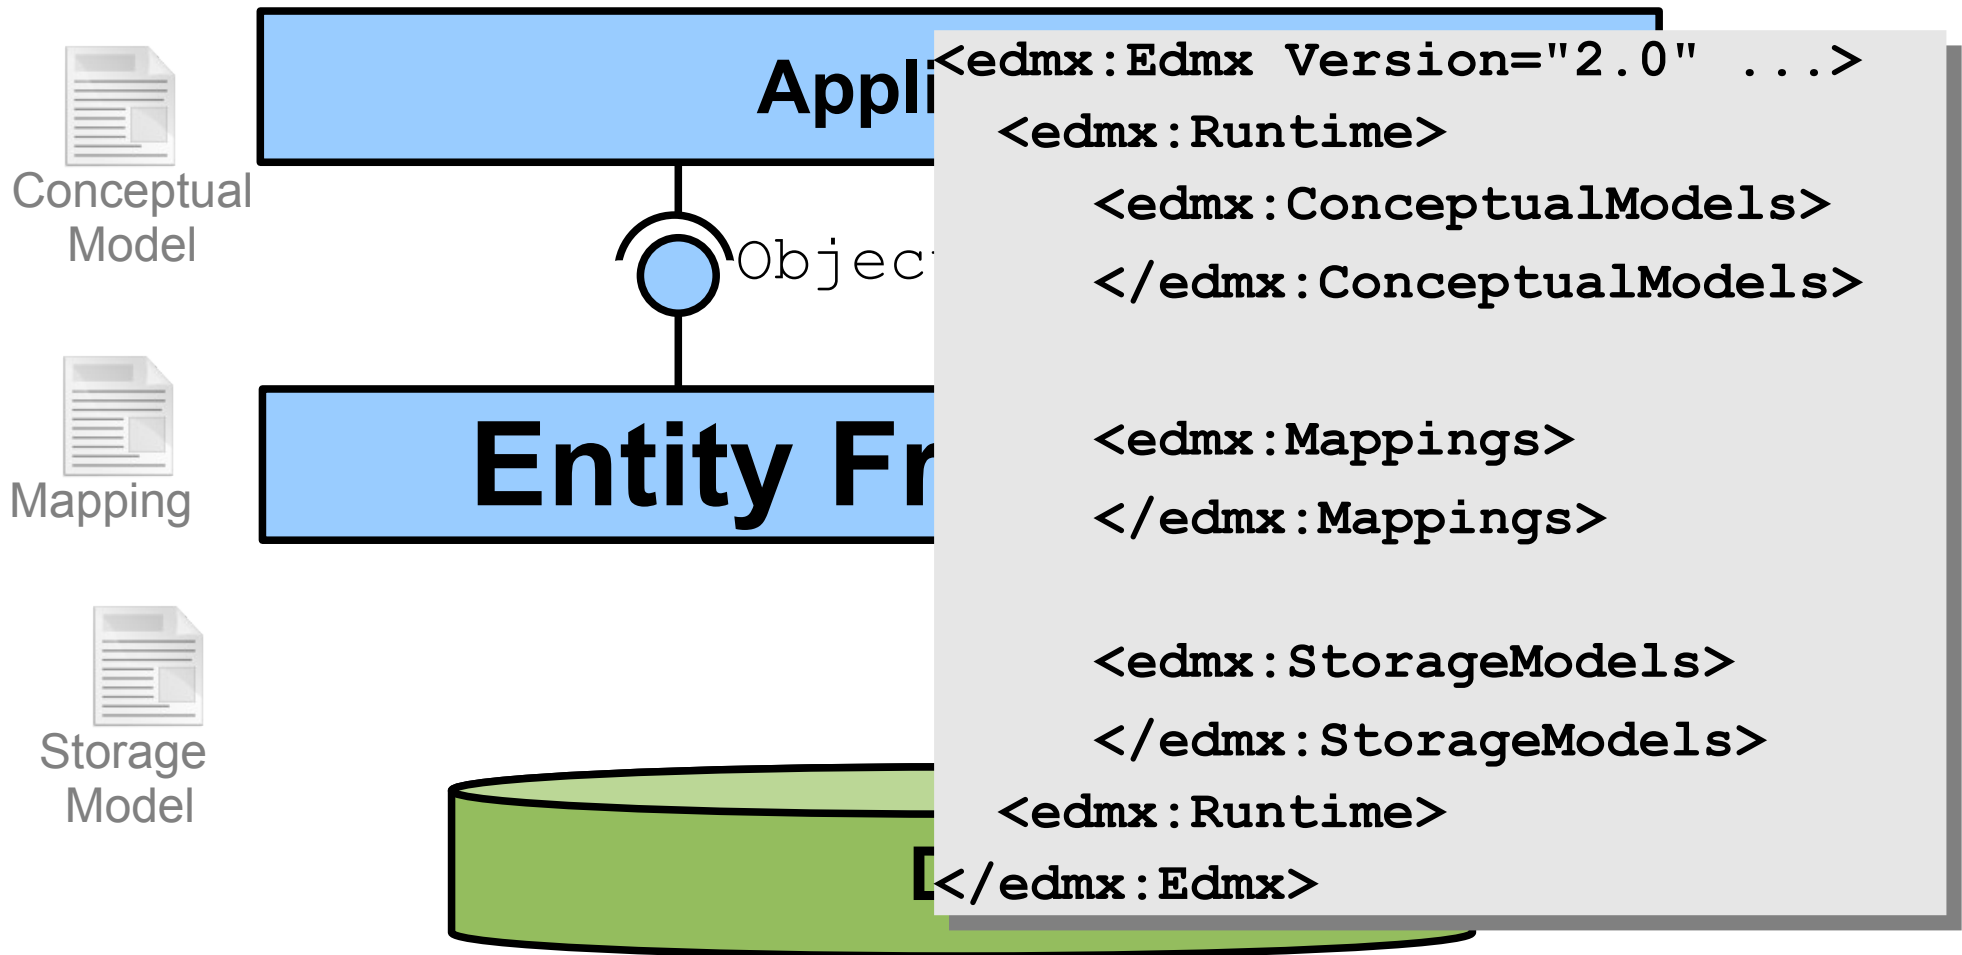 Conceptual
Model
Mapping
Storage
Model
Appli
Objec
Entity Fr
<edmx:Edmx Version="2.0" ...>
<edmx:Runtime>
<edmx:ConceptualModels>
</edmx:ConceptualModels>
<edmx:Mappings>
</edmx:Mappings>
<edmx:StorageModels>
</edmx:StorageModels>
<edmx:Runtime>
</edmx:Edmx>